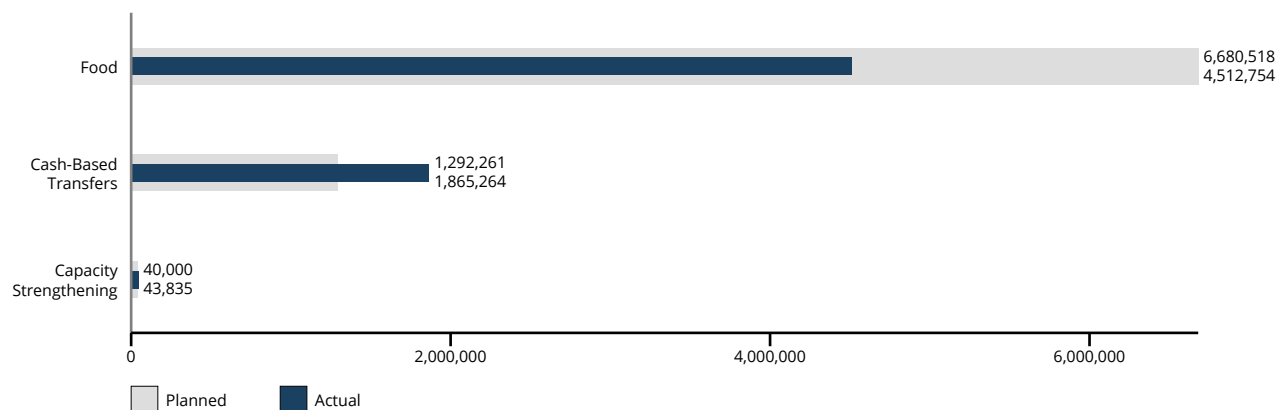 Food
6,680,518
4,512,754
Cash-Based
Transfers
1,292,261
1,865,264
Capacity
Strengthening
40,000
43,835
0
2,000,000
4,000,000
6,000,000
Planned
Actual